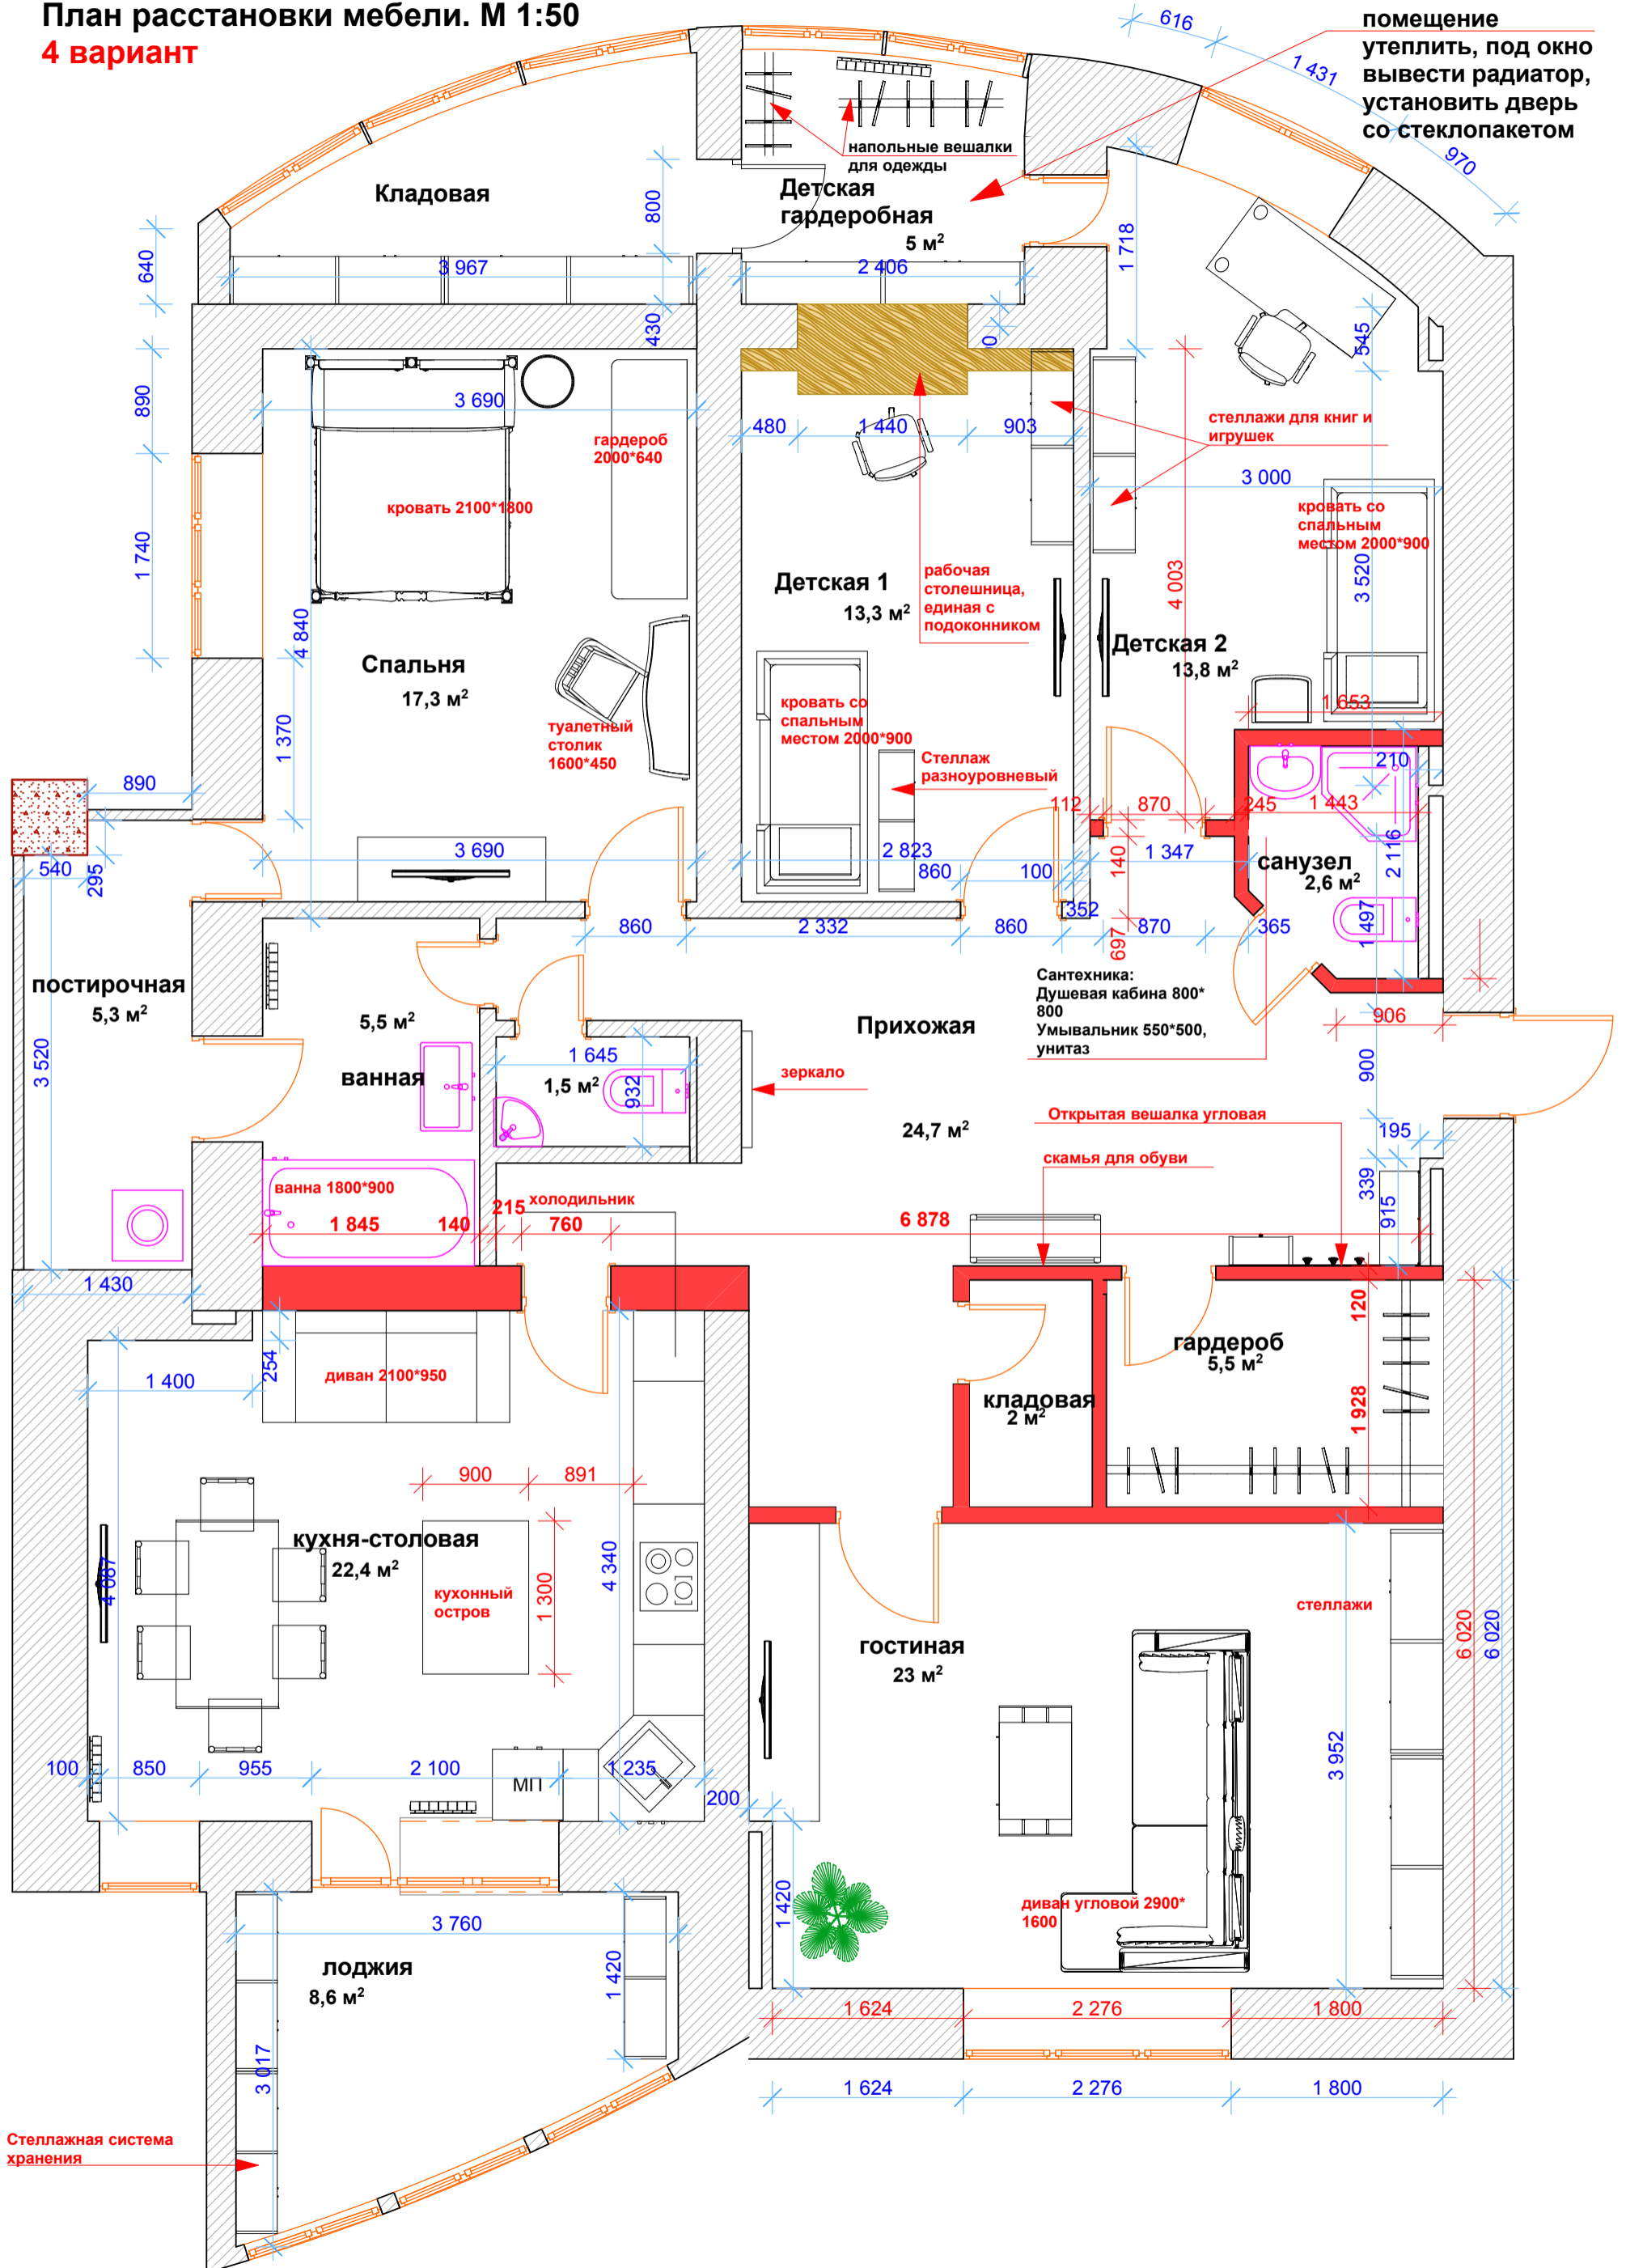 План расстановки мебели. М 1:50
4 вариант
помещение
утеплить, под окно
вывести радиатор,
установить дверь
со стеклопакетом
616
1 431
970
напольные вешалки
для одежды
Кладовая
Детская
гардеробная
5 м²
800
640
1 718
3 967
2 406
430
545
890
3 690
480
1 440
903
гардероб
2000*640
стеллажи для книг и
игрушек
3 000
кровать 2100*1800
кровать со
спальным
местом 2000*900
1 740
4 003
3 520
Детская 1
13,3 м²
рабочая
столешница,
единая с
подоконником
4 840
Спальня
17,3 м²
Детская 2
13,8 м²
1 370
туалетный
столик
1600*450
кровать со
спальным
местом 2000*900
1 653
Стеллаж
разноуровневый
210
890
112
870
245
1 443
3 690
2 823
140
1 347
2 116
540
295
860
100
санузел
2,6 м²
352
860
2 332
860
697
870
365
1 497
постирочная
5,3 м²
5,5 м²
Сантехника:
Душевая кабина 800*
800
Умывальник 550*500,
унитаз
Прихожая
906
3 520
ванная
1 645
1,5 м²
932
зеркало
900
24,7 м²
Открытая вешалка угловая
195
скамья для обуви
339
915
ванна 1800*900
215
холодильник
1 845
140
760
6 878
1 430
120
254
гардероб
5,5 м²
1 400
диван 2100*950
кладовая
2 м²
1 928
900
891
кухня-столовая
22,4 м²
4 087
4 340
кухонный
остров
1 300
стеллажи
6 020
6 020
гостиная
23 м²
3 952
100
850
955
2 100
МП
1 235
200
1 420
диван угловой 2900*
1600
3 760
лоджия
8,6 м²
1 420
1 624
2 276
1 800
3 017
1 624
2 276
1 800
Стеллажная система
хранения